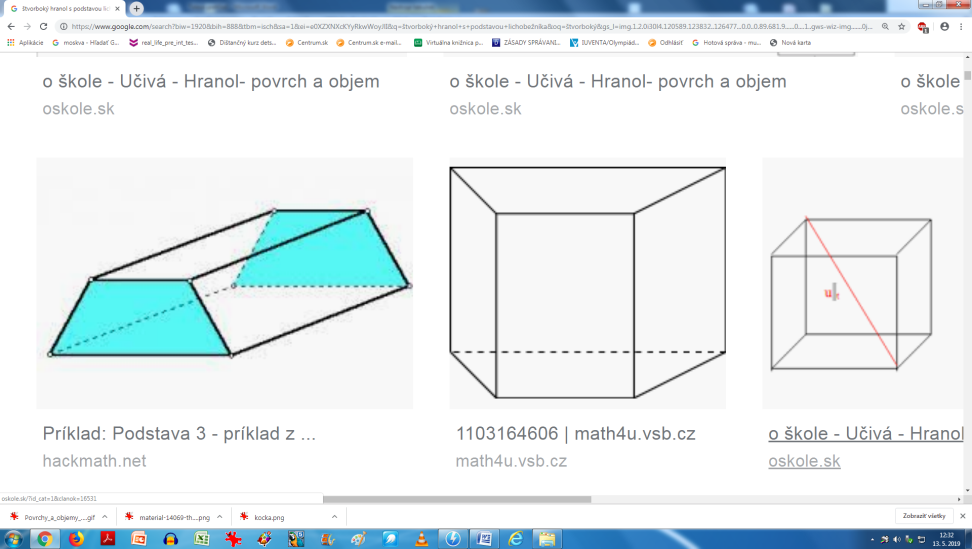 štvorboký hranol s podstavou lic
https://www.google.com/search?biw=1920&bih=888&tbm=isch&sa=1&ei=e0XZXNXcKYyRkwWoyJII&q=štvorboký+hranol+s+podstavou+lichobežníka&oq=štvorboký&gs_l=img.1.2.0i30l4.120589.123832..126477...0.0..0.89.681.9......0....1..gws-wiz-img.....0j...
Aplikácie G moskva - Hľadať G... real_life_pir_int_tes... Dištančný kurz dets... Centrum.sk Centrum.sk e-mail... Virtuálna knižnica p... ZÁSADY SPRÁVANI... IUVENTA/Olympiád... Odhlásiť G Hotová správa - mu... Nová karta
o škole - Učivá - Hranol- povrch a objem
oskole.sk
o škole - Učivá - Hranol- povrch a objem
oskole.sk
o škole
oskole.s
u
Príklad: Podstava 3 - príklad z ...
hackmath.net
1103164606 | math4u.vsb.cz
math4u.vsb.cz
o škole - Učivá - Hranol
oskole.sk
oskole.sk/?id_cat=1&clanok=16531
Povrchy_a_objemy_....gif
material-14069-th....png
kocka.png
Zobraziť všetky
12:32
13. 5. 2019